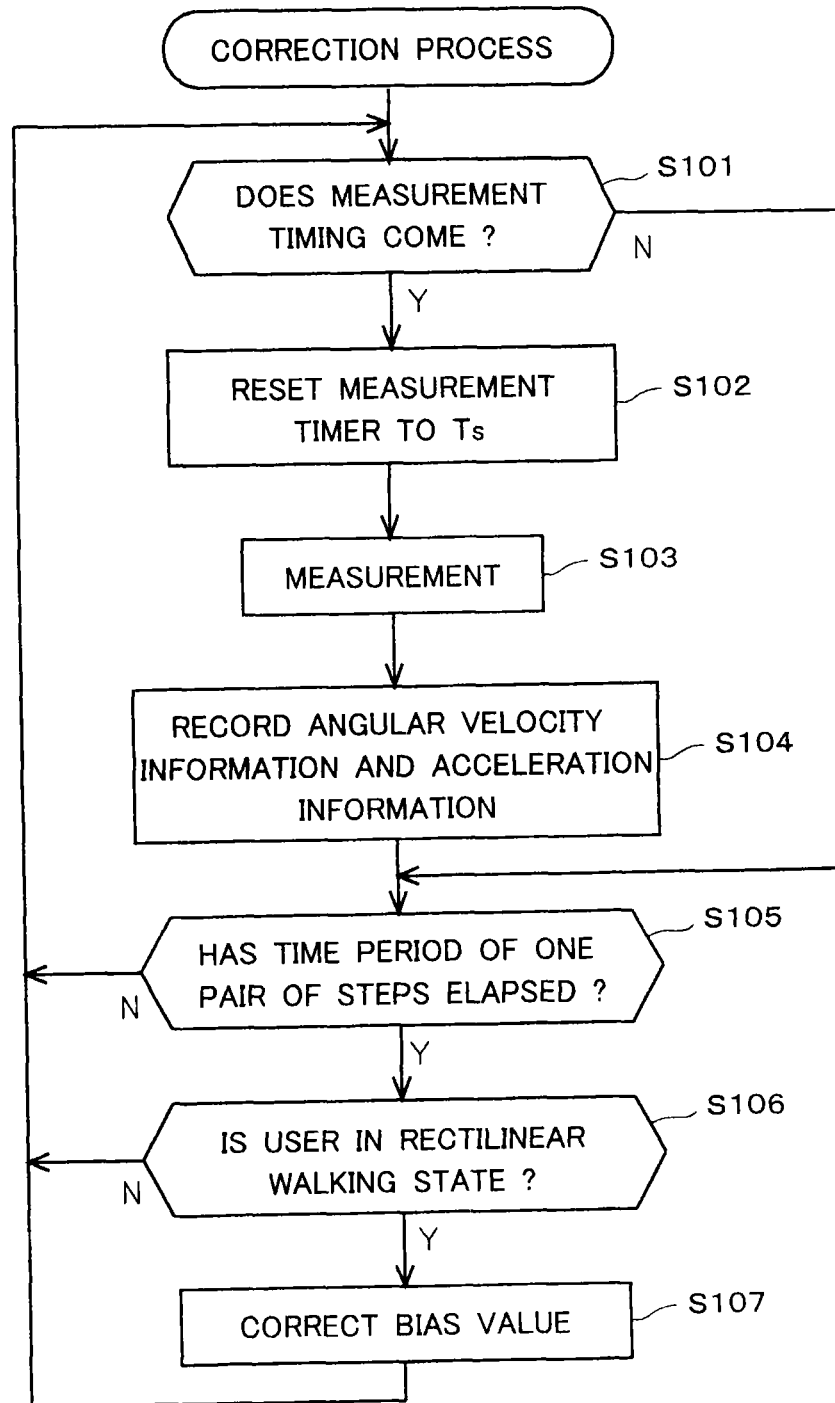 CORRECTION PROCESS
S101
DOES MEASUREMENT
TIMING COME ?
N
Y
RESET MEASUREMENT
TIMER TO Ts
S102
MEASUREMENT
S103
RECORD ANGULAR VELOCITY
INFORMATION AND ACCELERATION
INFORMATION
S104
S105
HAS TIME PERIOD OF ONE
PAIR OF STEPS ELAPSED ?
N
Y
S106
IS USER IN RECTILINEAR
WALKING STATE ?
N
Y
CORRECT BIAS VALUE
S107